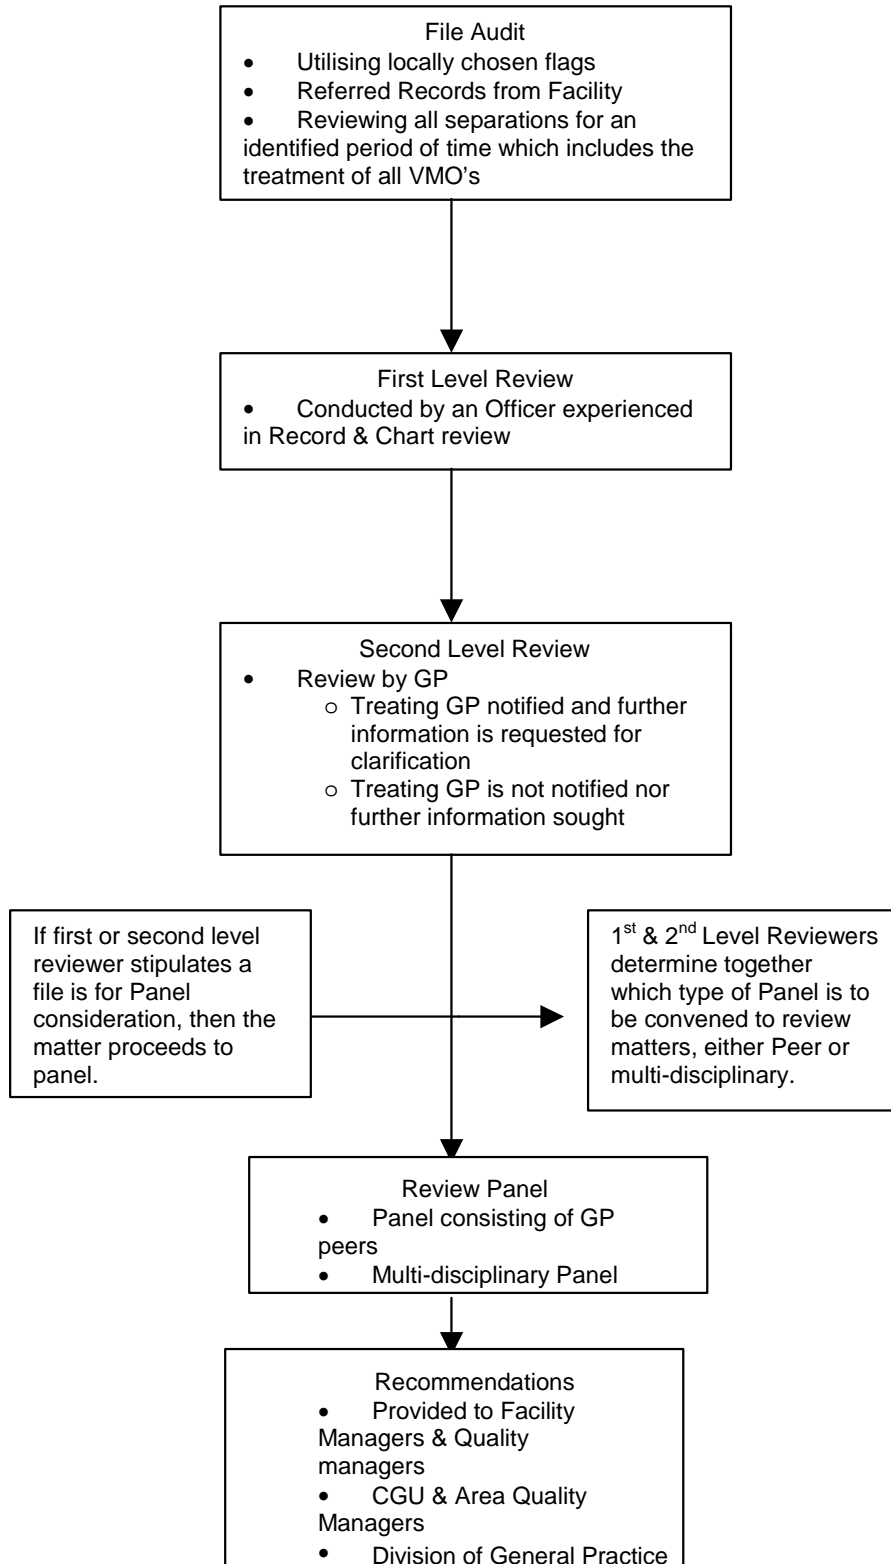 File Audit
• Utilising locally chosen flags
• Referred Records from Facility
• Reviewing all separations for an
identified period of time which includes the
treatment of all VMO's
First Level Review
• Conducted by an Officer experienced
in Record & Chart review
Second Level Review
• Review by GP
o Treating GP notified and further
information is requested for
clarification
o Treating GP is not notified nor
further information sought
If first or second level
reviewer stipulates a
file is for Panel
consideration, then the
matter proceeds to
panel.
1st & 2nd Level Reviewers
determine together
which type of Panel is to
be convened to review
matters, either Peer or
multi-disciplinary.
Review Panel
• Panel consisting of GP
peers
• Multi-disciplinary Panel
Recommendations
• Provided to Facility
Managers & Quality
managers
• CGU & Area Quality
Managers
• Division of General Practice